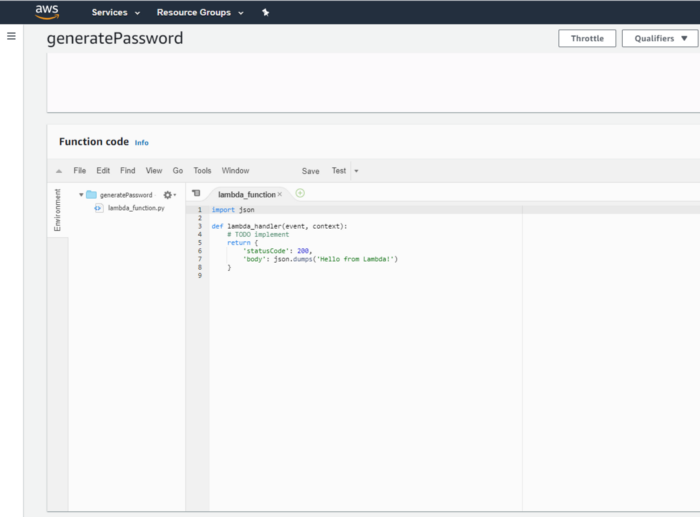 aws
Services
Resource Groups
generatePassword
Throttle
Qualifiers
Function code Info
File Edit Find View Go Tools Window Save Test
Environment
generatePassword
lambda_function.py
lambda_function
1 import json
2
3 def lambda_handler(event, context):
4 # TODO implement
5 return {
6 'statusCode': 200,
7 'body': json.dumps('Hello from Lambda!')
8 }
9